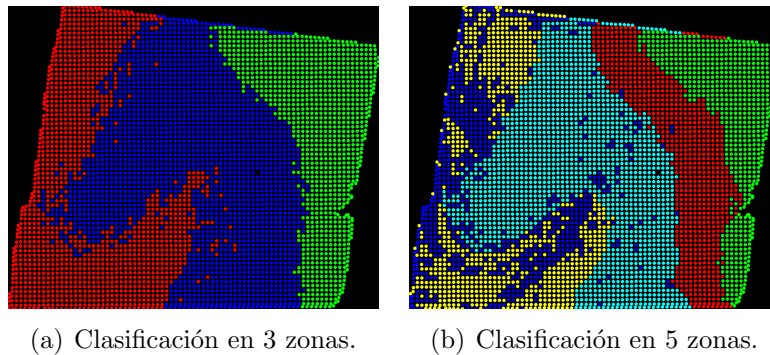 (a) Clasificación en 3 zonas.
(b) Clasificación en 5 zonas.